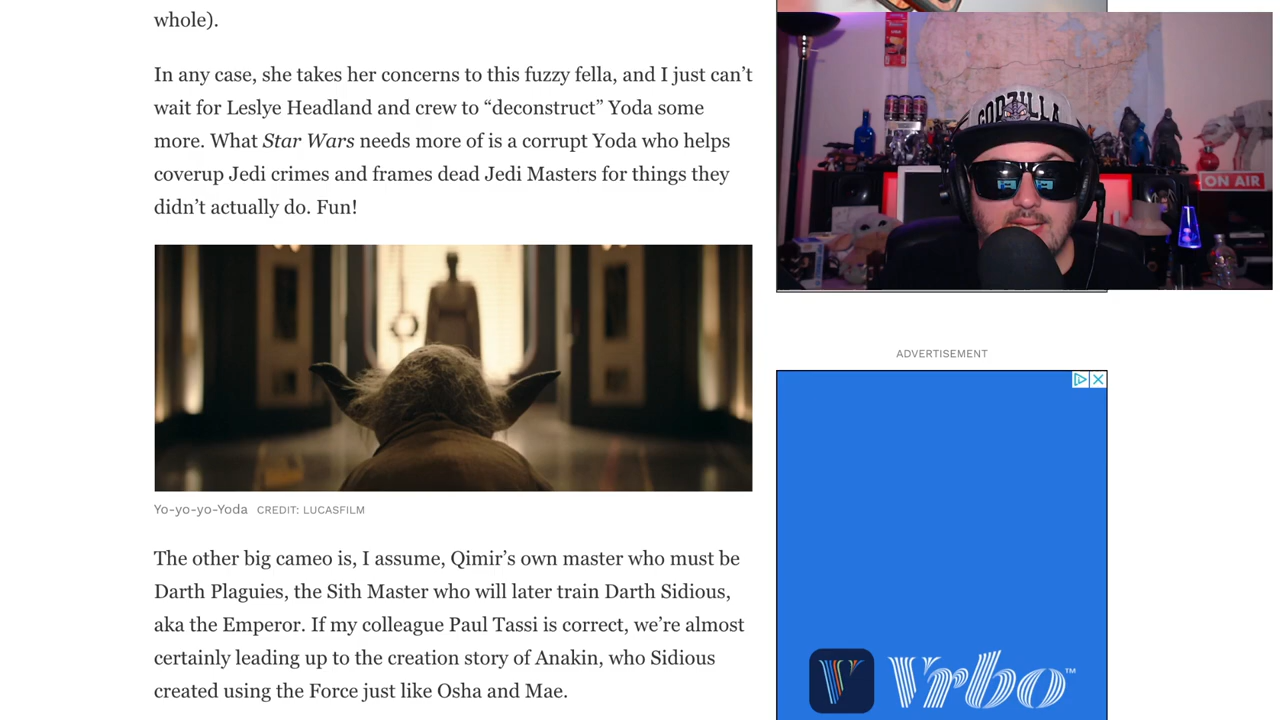 whole).
In any case, she takes her concerns to this fuzzy fella, and I just can’t
wait for Leslye Headland and crew to “deconstruct” Yoda some
more. What Star Wars needs more of is a corrupt Yoda who helps
coverup Jedi crimes and frames dead Jedi Masters for things they
didn’t actually do. Fun!
Yo-yo-yo-Yoda CREDIT: LUCASFILM
The other big cameo is, I assume, Qimir’s own master who must be
Darth Plaguies, the Sith Master who will later train Darth Sidious,
aka the Emperor. If my colleague Paul Tassi is correct, we’re almost
certainly leading up to the creation story of Anakin, who Sidious
created using the Force just like Osha and Mae.
GODZILLA
ON AIR
ADVERTISEMENT
Vrbo™